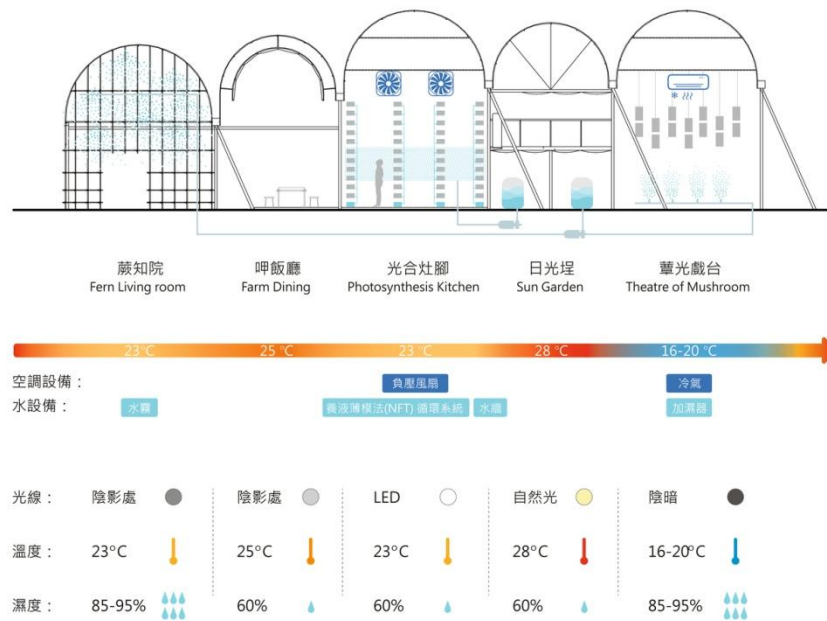 蕨知院
Fern Living room
呷飯廳
Farm Dining
光合灶腳
Photosynthesis Kitchen
日光埕
Sun Garden
蕈光戲台
Theatre of Mushroom
23°C 25°C 23°C 28°C 16-20 °C
空調設備： 負壓風扇 冷氣
水設備： 水霧 養液薄模法(NFT) 循環系統 水牆 加濕器
光線： 陰影處 陰影處 LED 自然光 陰暗
溫度： 23°C 25°C 23°C 28°C 16-20°C
濕度： 85-95% 60% 60% 60% 85-95%